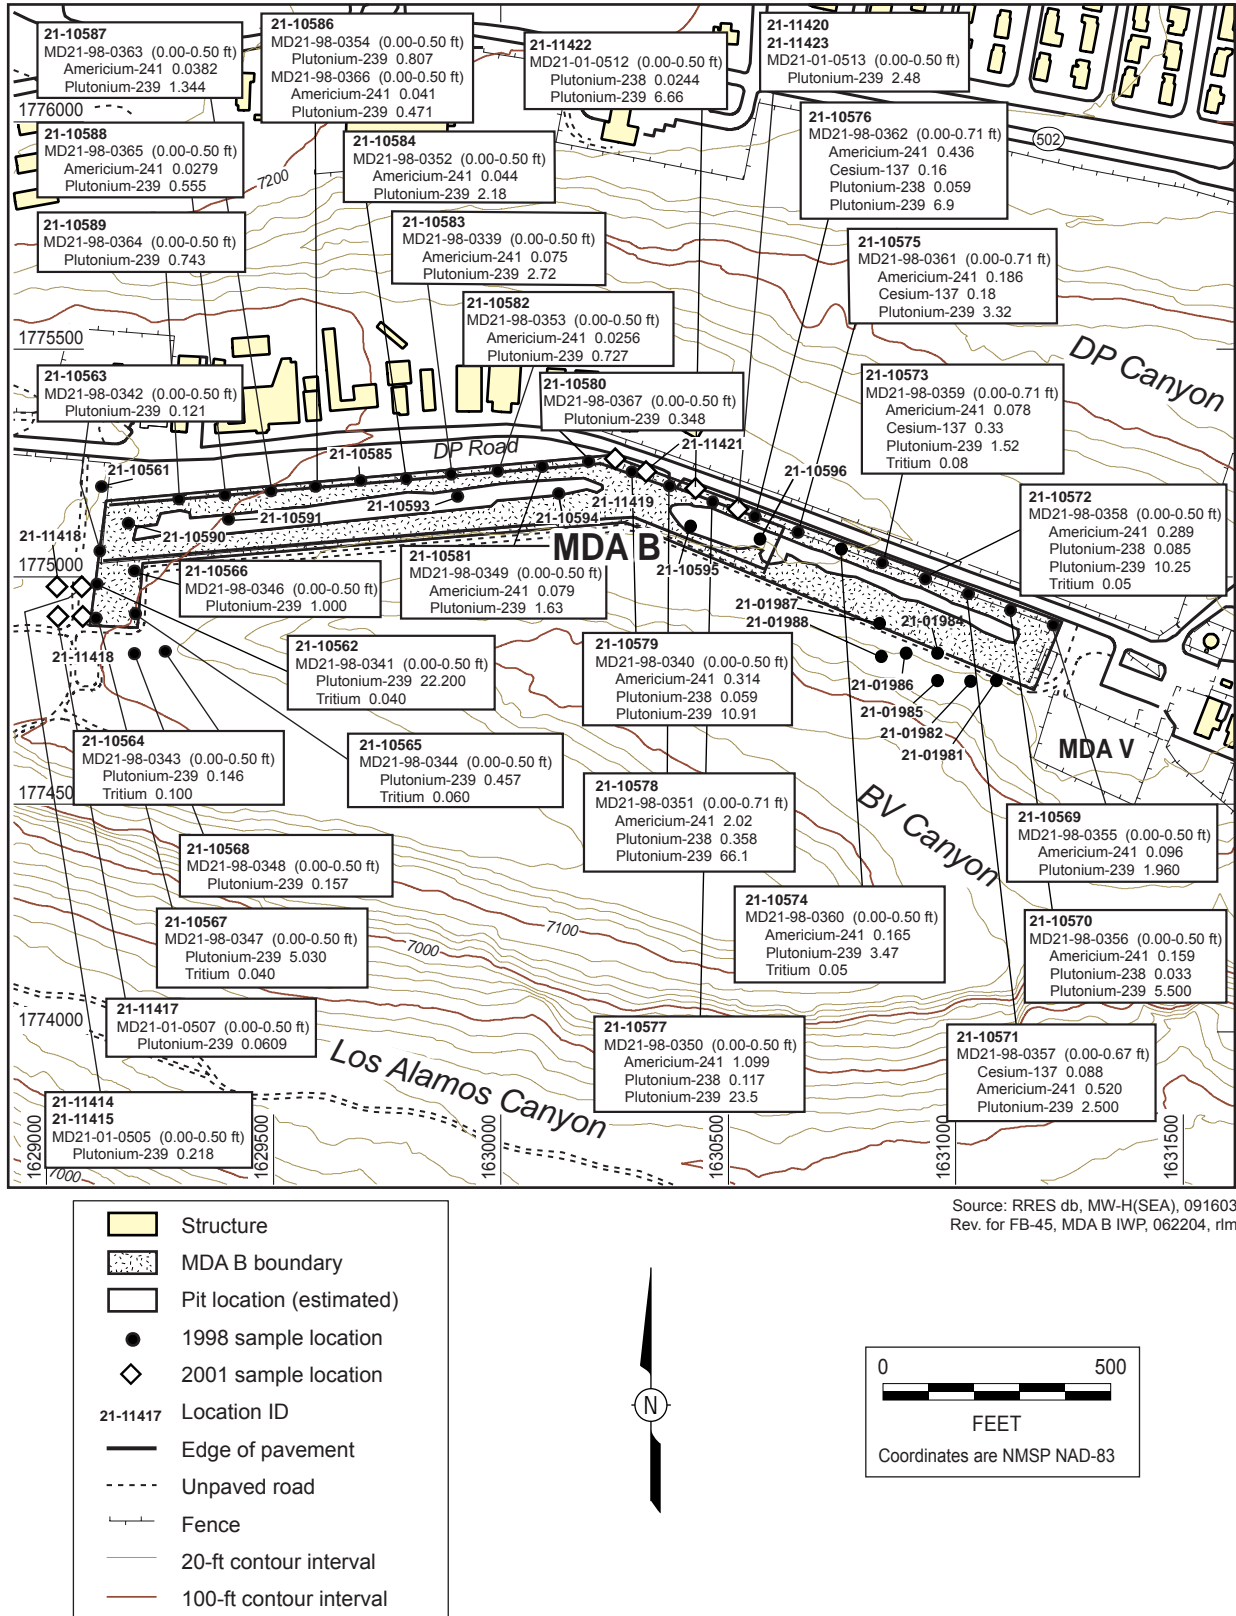 21-10587
MD21-98-0363 (0.00-0.50 ft)
Americium-241 0.0382
Plutonium-239 1.344
21-10586
MD21-98-0354 (0.00-0.50 ft)
Plutonium-239 0.807
MD21-98-0366 (0.00-0.50 ft)
Americium-241 0.041
Plutonium-239 0.471
21-11422
MD21-01-0512 (0.00-0.50 ft)
Plutonium-238 0.0244
Plutonium-239 6.66
21-11420
21-11423
MD21-01-0513 (0.00-0.50 ft)
Plutonium-239 2.48
1776000
21-10588
MD21-98-0365 (0.00-0.50 ft)
Americium-241 0.0279
Plutonium-239 0.555
7200
21-10584
MD21-98-0352 (0.00-0.50 ft)
Americium-241 0.044
Plutonium-239 2.18
21-10576
MD21-98-0362 (0.00-0.71 ft)
Americium-241 0.436
Cesium-137 0.16
Plutonium-238 0.059
Plutonium-239 6.9
502
21-10589
MD21-98-0364 (0.00-0.50 ft)
Plutonium-239 0.743
21-10583
MD21-98-0339 (0.00-0.50 ft)
Americium-241 0.075
Plutonium-239 2.72
21-10575
MD21-98-0361 (0.00-0.71 ft)
Americium-241 0.186
Cesium-137 0.18
Plutonium-239 3.32
21-10582
MD21-98-0353 (0.00-0.50 ft)
Americium-241 0.0256
Plutonium-239 0.727
1775500
DP Canyon
21-10563
MD21-98-0342 (0.00-0.50 ft)
Plutonium-239 0.121
21-10580
MD21-98-0367 (0.00-0.50 ft)
Plutonium-239 0.348
21-10573
MD21-98-0359 (0.00-0.71 ft)
Americium-241 0.078
Cesium-137 0.33
Plutonium-239 1.52
Tritium 0.08
DP Road
21-11421
21-10585
21-10561
21-10596
21-10593
21-11419
21-10591
21-10594
21-10590
21-10572
MD21-98-0358 (0.00-0.50 ft)
Americium-241 0.289
Plutonium-238 0.085
Plutonium-239 10.25
Tritium 0.05
21-11418
MDA B
1775000
21-10566
MD21-98-0346 (0.00-0.50 ft)
Plutonium-239 1.000
21-10581
MD21-98-0349 (0.00-0.50 ft)
Americium-241 0.079
Plutonium-239 1.63
21-10595
21-01987
21-01988
21-01984
21-11418
21-10562
MD21-98-0341 (0.00-0.50 ft)
Plutonium-239 22.200
Tritium 0.040
21-10579
MD21-98-0340 (0.00-0.50 ft)
Americium-241 0.314
Plutonium-238 0.059
Plutonium-239 10.91
21-01986
21-01985
21-01982
21-01981
MDA V
21-10564
MD21-98-0343 (0.00-0.50 ft)
Plutonium-239 0.146
Tritium 0.100
21-10565
MD21-98-0344 (0.00-0.50 ft)
Plutonium-239 0.457
Tritium 0.060
177450
21-10578
MD21-98-0351 (0.00-0.71 ft)
Americium-241 2.02
Plutonium-238 0.358
Plutonium-239 66.1
BV Canyon
21-10569
MD21-98-0355 (0.00-0.50 ft)
Americium-241 0.096
Plutonium-239 1.960
21-10568
MD21-98-0348 (0.00-0.50 ft)
Plutonium-239 0.157
21-10574
MD21-98-0360 (0.00-0.50 ft)
Americium-241 0.165
Plutonium-239 3.47
Tritium 0.05
21-10567
MD21-98-0347 (0.00-0.50 ft)
Plutonium-239 5.030
Tritium 0.040
7000
7100
21-10570
MD21-98-0356 (0.00-0.50 ft)
Americium-241 0.159
Plutonium-238 0.033
Plutonium-239 5.500
1774000
21-11417
MD21-01-0507 (0.00-0.50 ft)
Plutonium-239 0.0609
Los Alamos Canyon
21-10577
MD21-98-0350 (0.00-0.50 ft)
Americium-241 1.099
Plutonium-238 0.117
Plutonium-239 23.5
21-10571
MD21-98-0357 (0.00-0.67 ft)
Cesium-137 0.088
Americium-241 0.520
Plutonium-239 2.500
21-11414
21-11415
MD21-01-0505 (0.00-0.50 ft)
Plutonium-239 0.218
7000
1629000
1629500
1630000
1630500
1631000
1631500
Source: RRES db, MW-H(SEA), 091603
Rev. for FB-45, MDA B IWP, 062204, rlm
Structure
MDA B boundary
Pit location (estimated)
1998 sample location
2001 sample location
21-11417 Location ID
Edge of pavement
Unpaved road
Fence
20-ft contour interval
100-ft contour interval
N
0 500
FEET
Coordinates are NMSP NAD-83